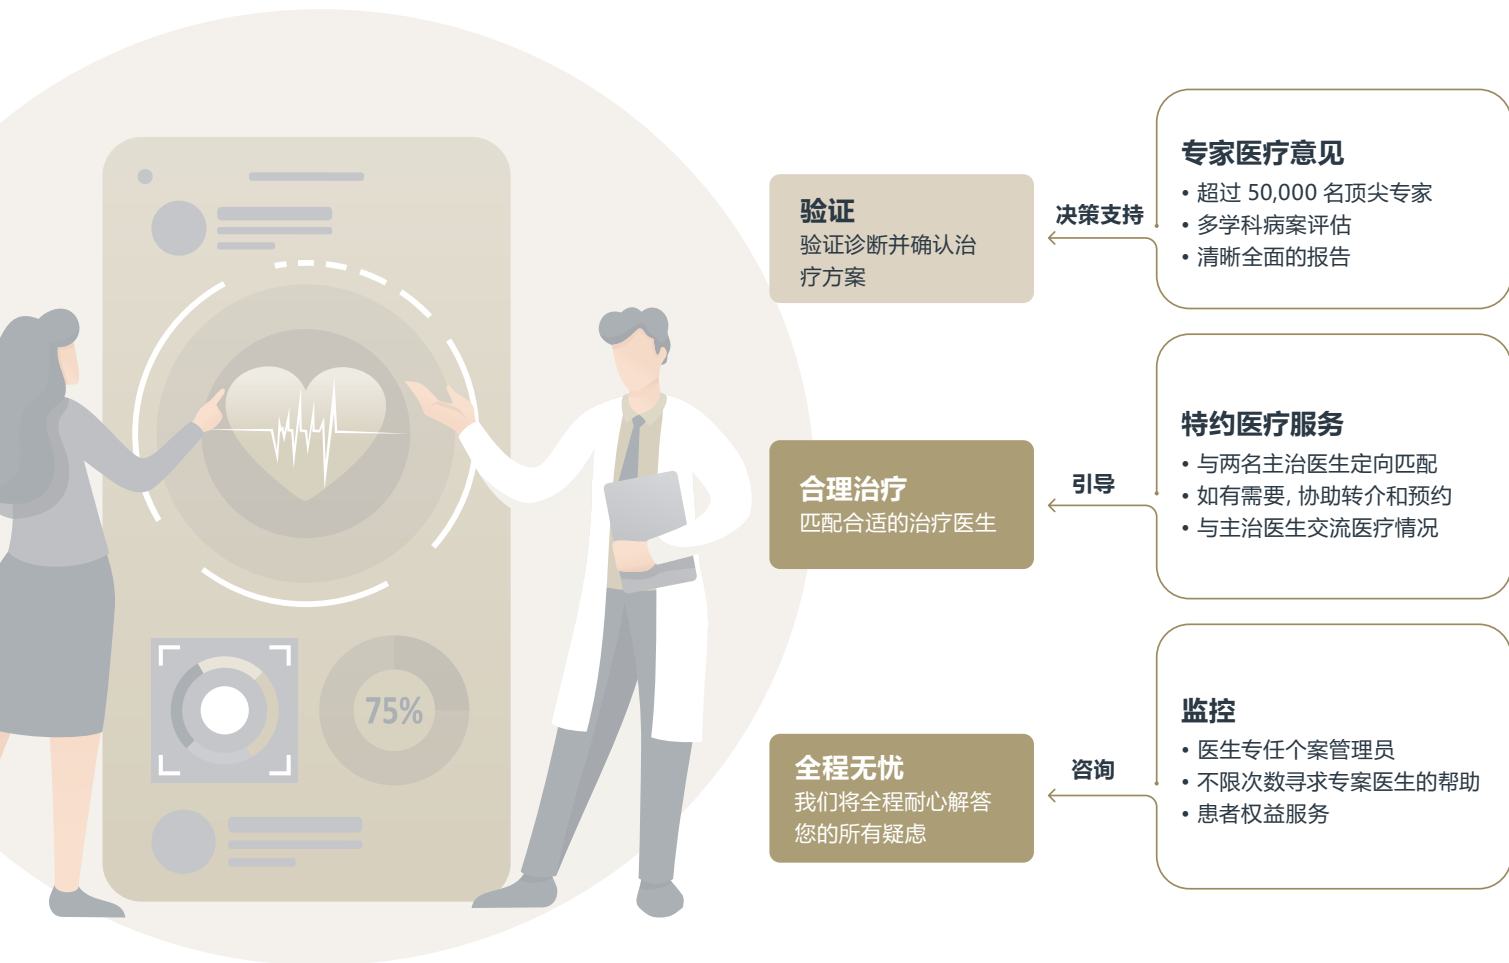 75%
验证
验证诊断并确认治
疗方案
决策支持
专家医疗意见
• 超过 50,000 名顶尖专家
• 多学科病案评估
• 清晰全面的报告
合理治疗
匹配合适的治疗医生
引导
特约医疗服务
• 与两名主治医生定向匹配
• 如有需要, 协助转介和预约
• 与主治医生交流医疗情况
全程无忧
我们将全程耐心解答
您的所有疑虑
咨询
监控
• 医生专任个案管理员
• 不限次数寻求专案医生的帮助
• 患者权益服务